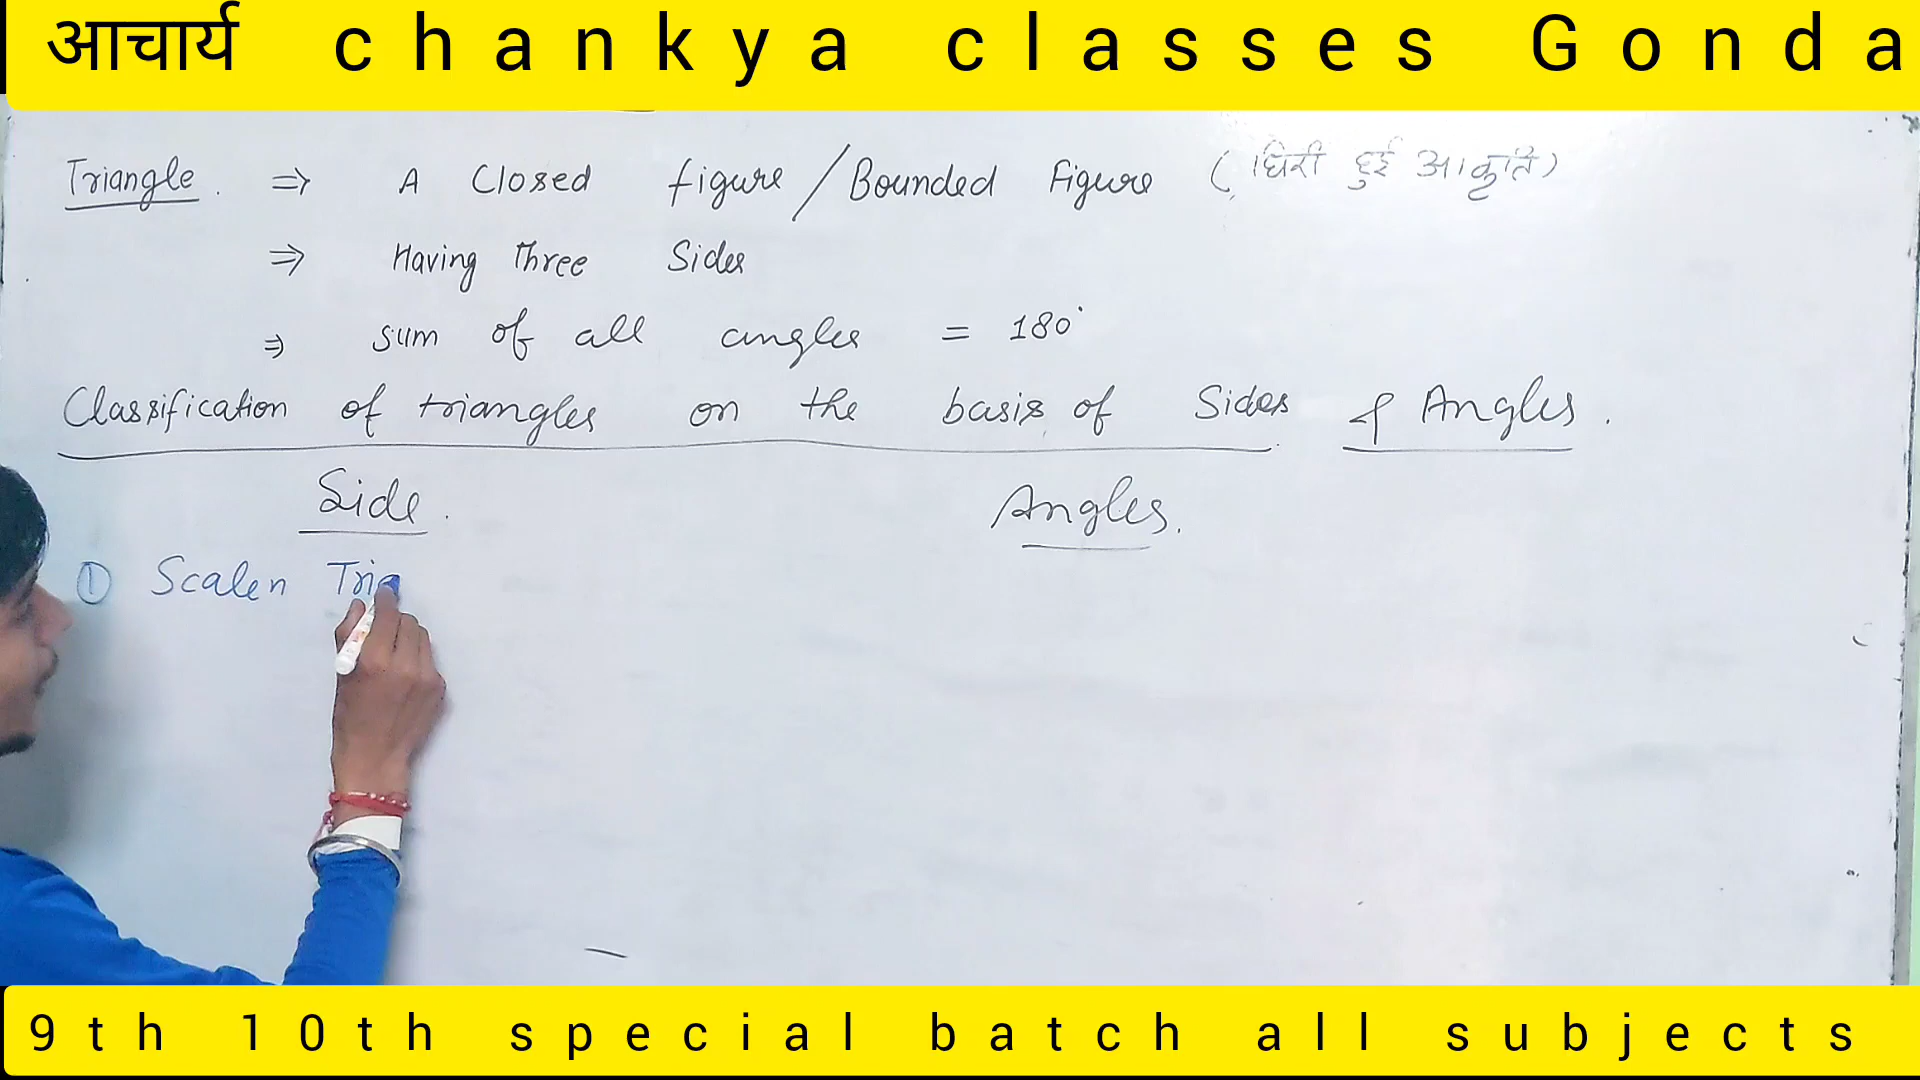 आचार्य chankya classes Gonda
Triangle. ⇒ A Closed figure / Bounded Figure (घिरी हुई आकृति)
⇒ Having Three Sides
⇒ sum of all angles = 180°
Classification of triangles on the basis of Sides & Angles.
Side. Angles.
① Scalen Tria
9th 10th special batch all subjects